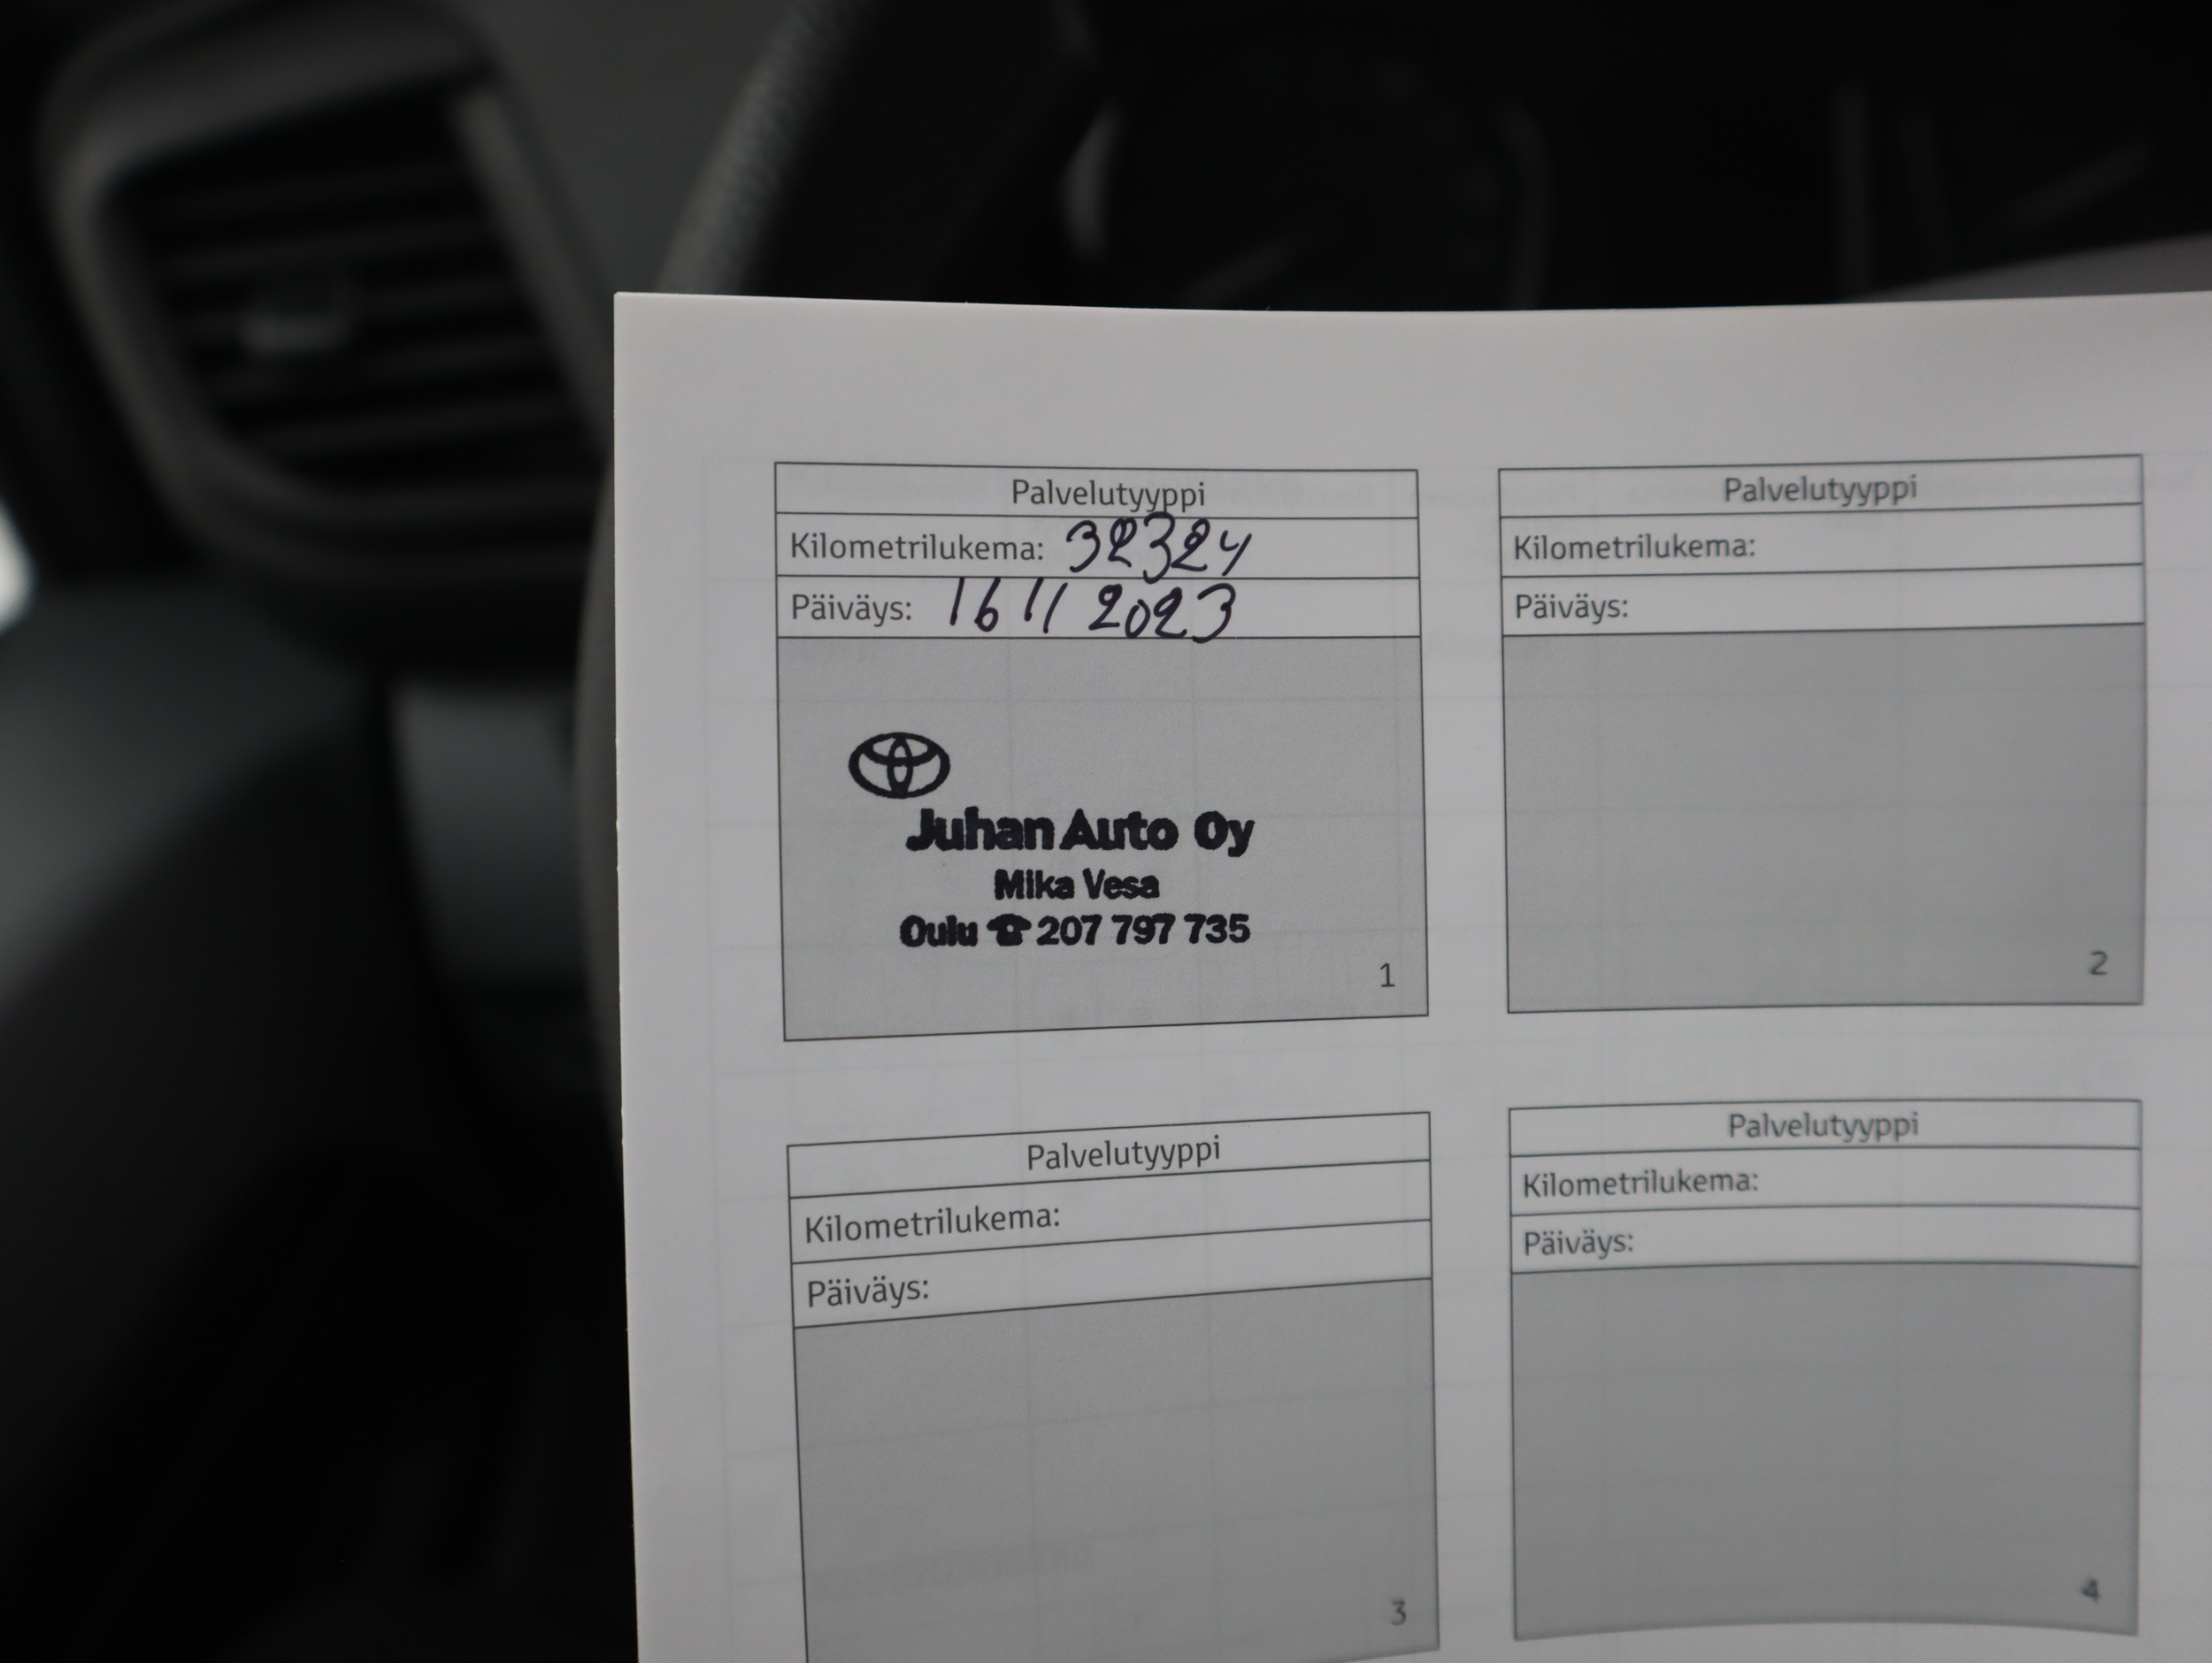 Palvelutyyppi
Kilometrilukema: 32324
Päiväys: 16 11 2023
Juhan Auto Oy
Mika Vesa
Oulu ☎ 207 797 735
1
Palvelutyyppi
Kilometrilukema:
Päiväys:
2
Palvelutyyppi
Kilometrilukema:
Päiväys:
3
Palvelutyyppi
Kilometrilukema:
Päiväys:
4